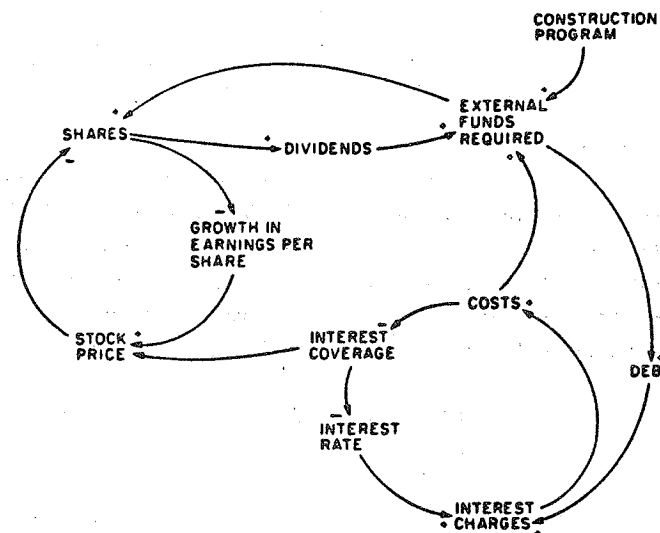 CONSTRUCTION
PROGRAM
EXTERNAL
FUNDS
REQUIRED
SHARES
DIVIDENDS
GROWTH IN
EARNINGS PER
SHARE
COSTS
STOCK
PRICE
INTEREST
COVERAGE
DEB
INTEREST
RATE
INTEREST
CHARGES